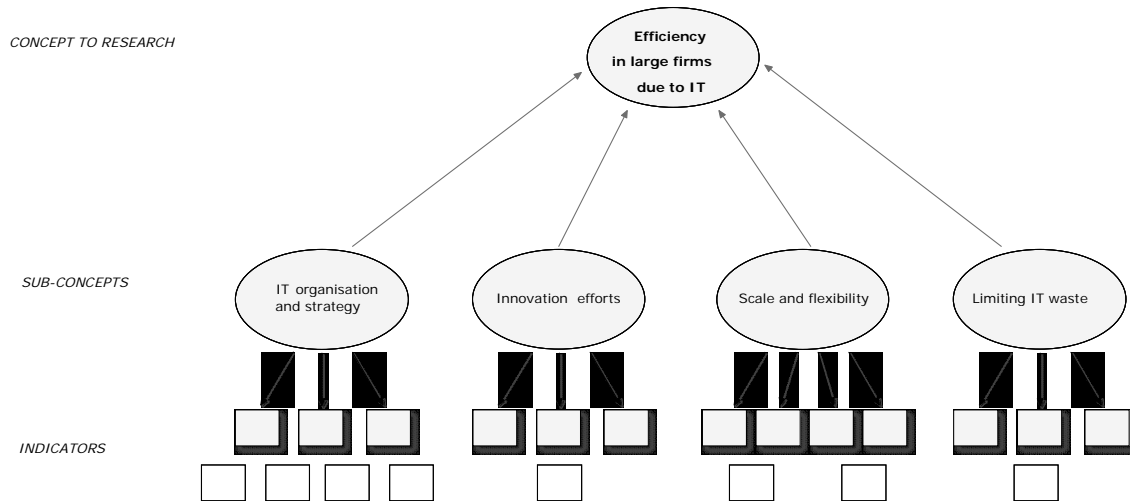 CONCEPT TO RESEARCH
Efficiency
in large firms
due to IT
SUB-CONCEPTS
IT organisation
and strategy
Innovation efforts
Scale and flexibility
Limiting IT waste
INDICATORS